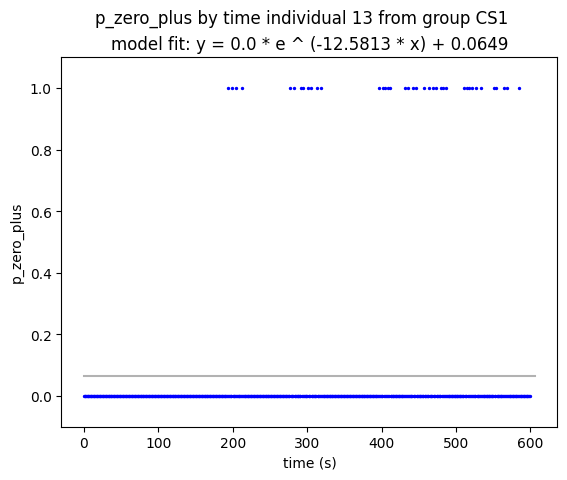 p_zero_plus by time individual 13 from group CS1
model fit: y = 0.0 * e ^ (-12.5813 * x) + 0.0649
1.0
0.8
0.6
0.4
0.2
0.0
p_zero_plus
0 100 200 300 400 500 600
time (s)